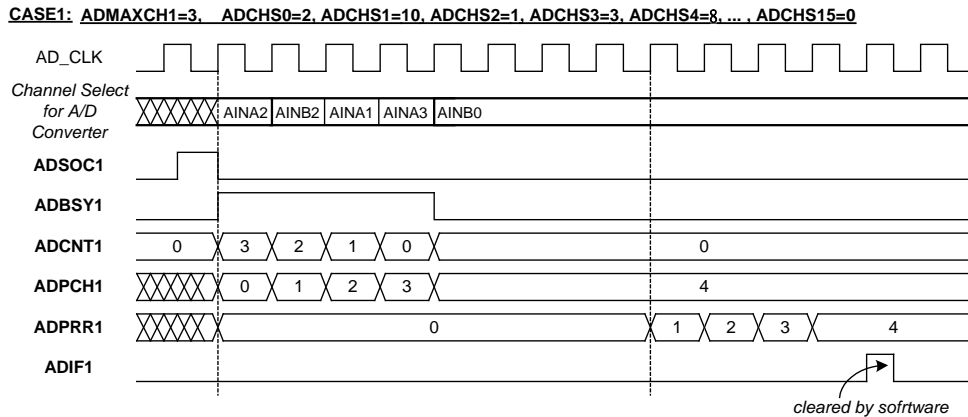 CASE1: ADMAXCH1=3, ADCHS0=2, ADCHS1=10, ADCHS2=1, ADCHS3=3, ADCHS4=8, ... , ADCHS15=0
AD_CLK
Channel Select
for A/D
Converter
AINA2 AINB2 AINA1 AINA3 AINB0
ADSOC1
ADBSY1
ADCNT1 0 3 2 1 0 0
ADPCH1 0 1 2 3 4
ADPRR1 0 1 2 3 4
ADIF1
cleared by sofrtware